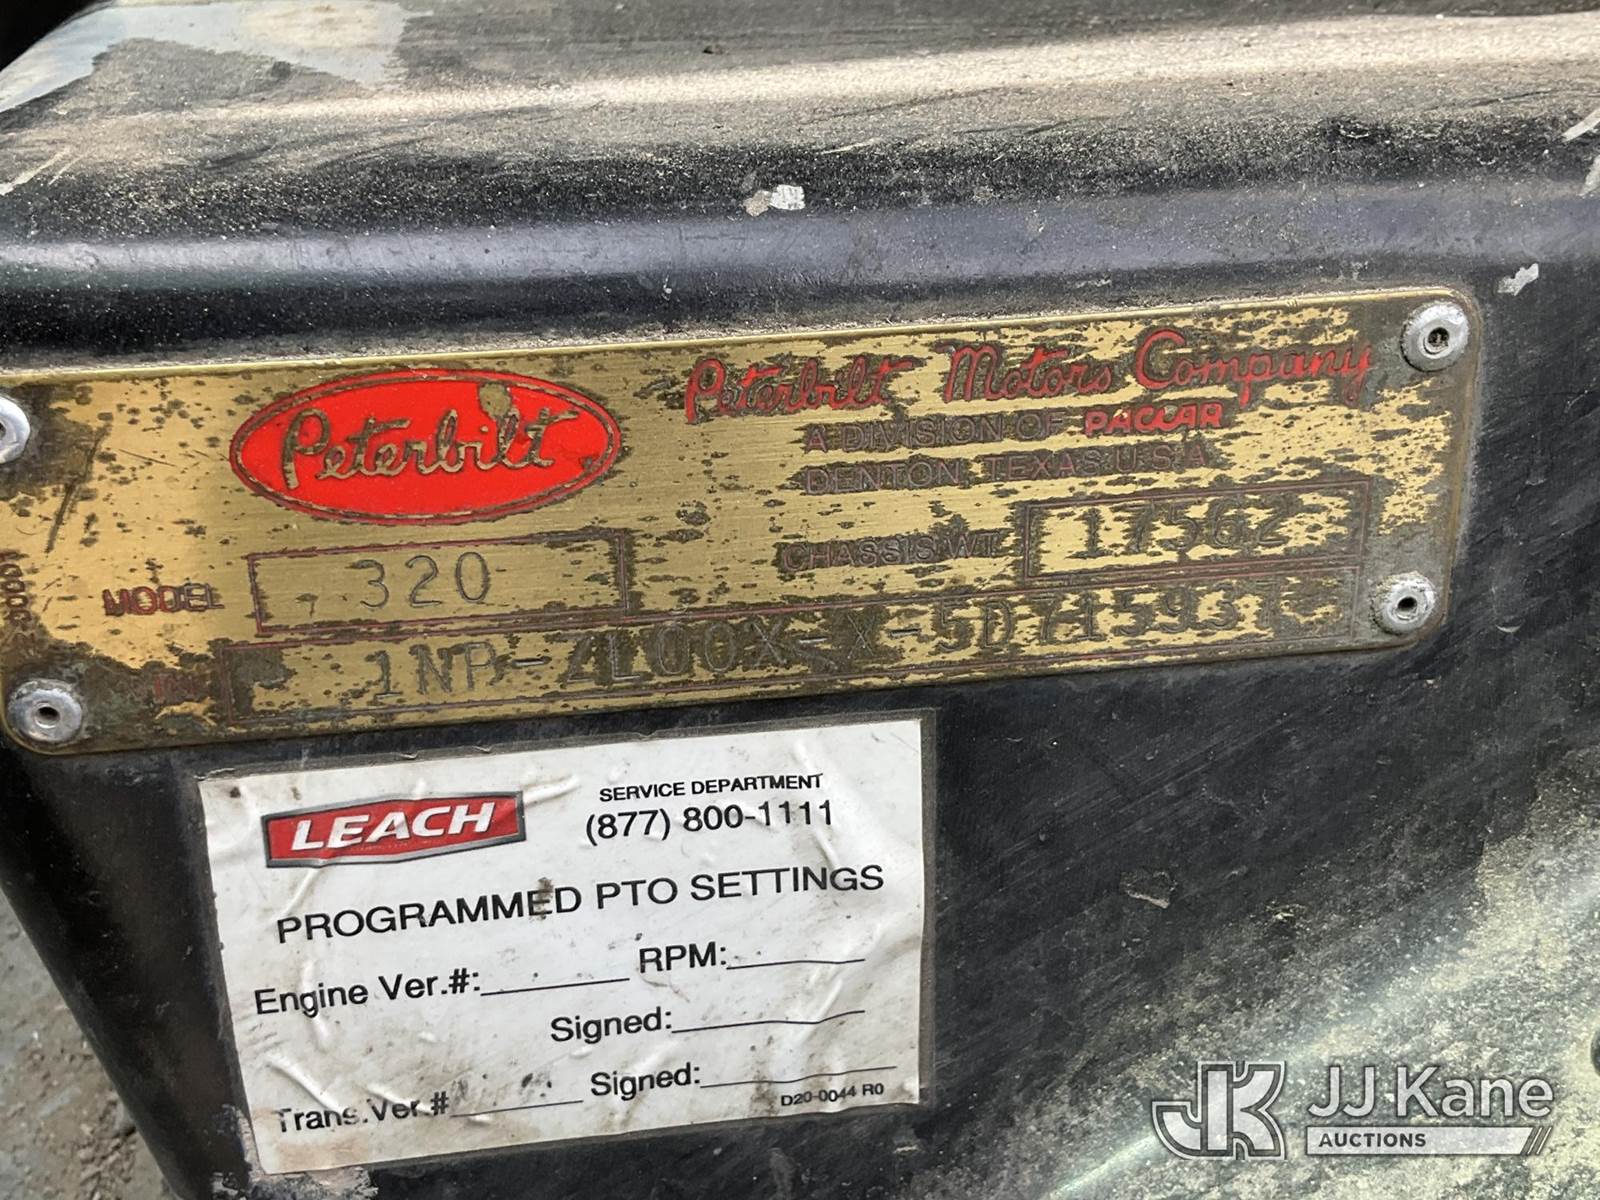 Peterbilt
Peterbilt Motors Company
A DIVISION OF PACCAR
DENTON, TEXAS U.S.A.
MODEL 320
CHASSIS WT. 17562
LEACH
SERVICE DEPARTMENT
(877) 800-1111
PROGRAMMED PTO SETTINGS
Engine Ver.#: RPM:
Signed:
Trans.Ver.# Signed:
D20-0044 R0
JJ Kane
AUCTIONS